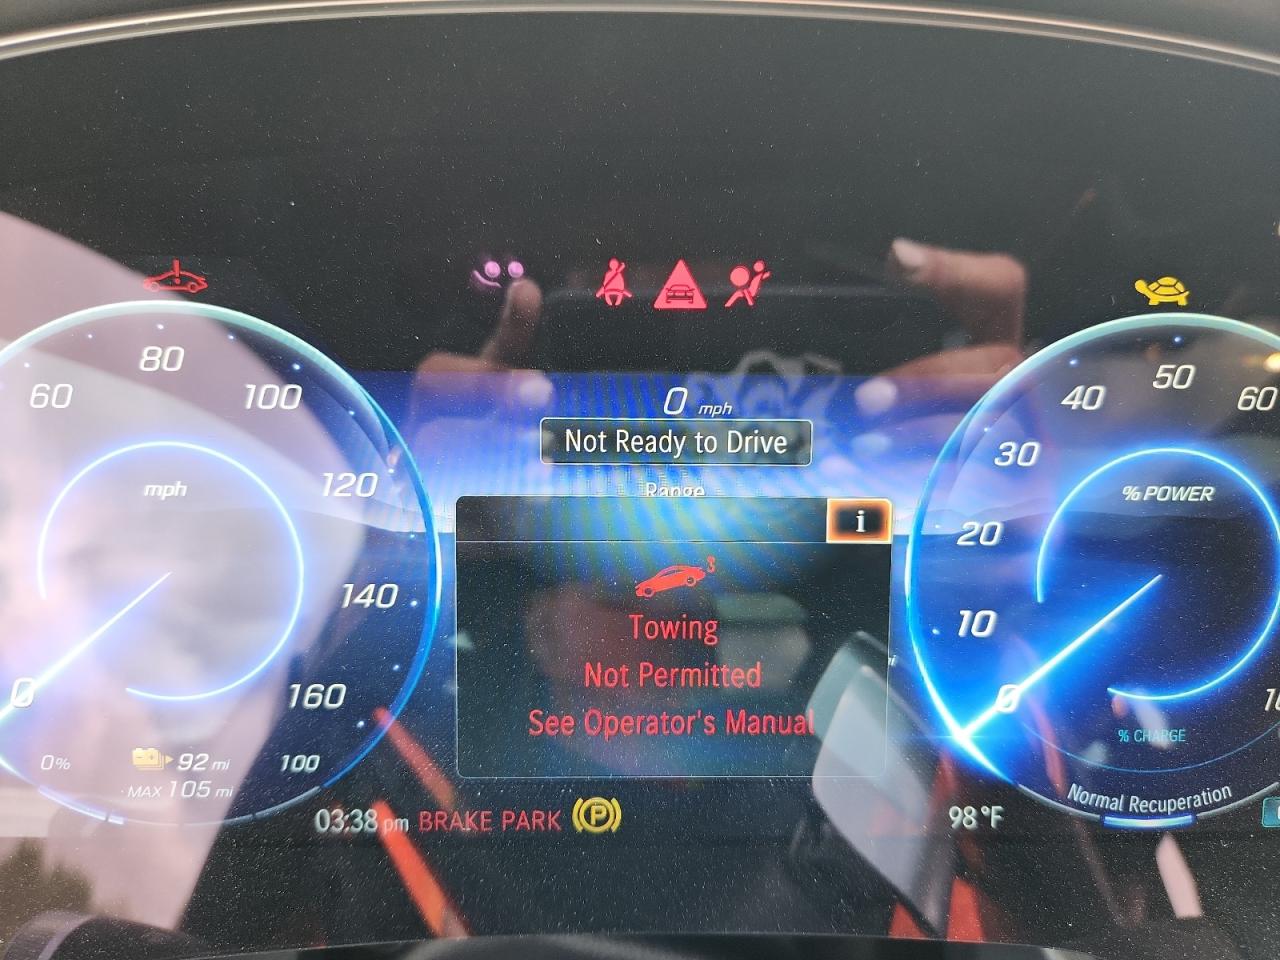 80
60
100
120
mph
140
0
160
0%
92 mi
100
MAX 105 mi
0 mph
Not Ready to Drive
Range
i
Towing
Not Permitted
See Operator's Manual
03:38 pm BRAKE PARK
P
98°F
50
40
60
30
% POWER
20
10
0
% CHARGE
Normal Recuperation